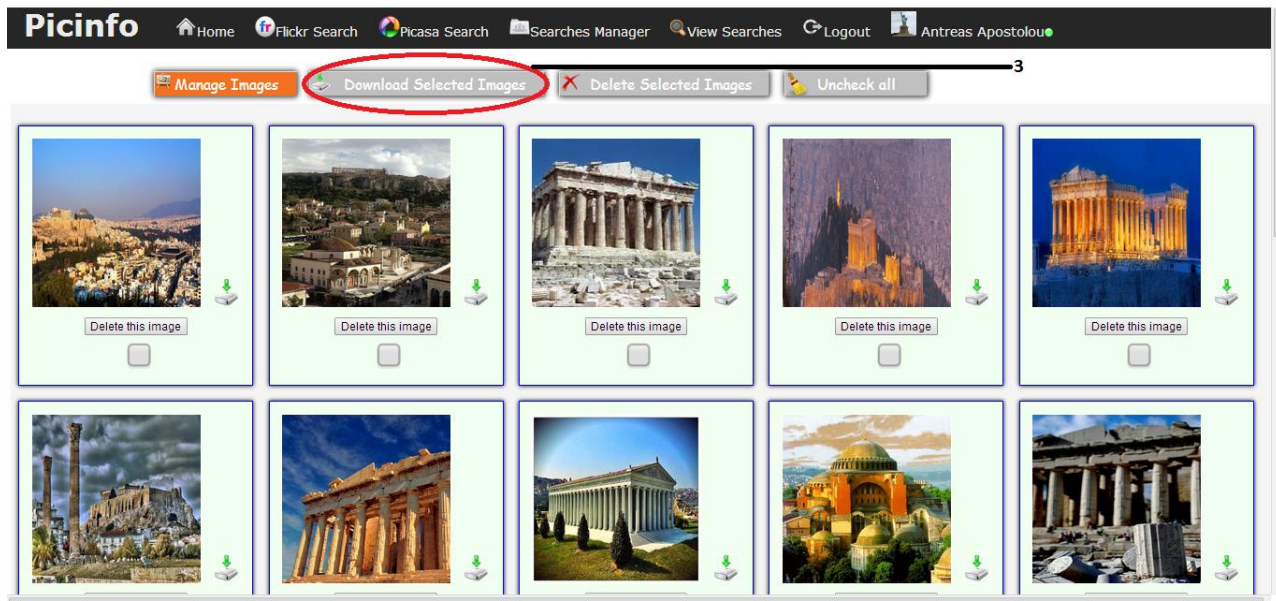 Picinfo Home Flickr Search Picasa Search Searches Manager View Searches Logout Antreas Apostolou
Manage Images Download Selected Images Delete Selected Images Uncheck all 3
Delete this image Delete this image Delete this image Delete this image Delete this image